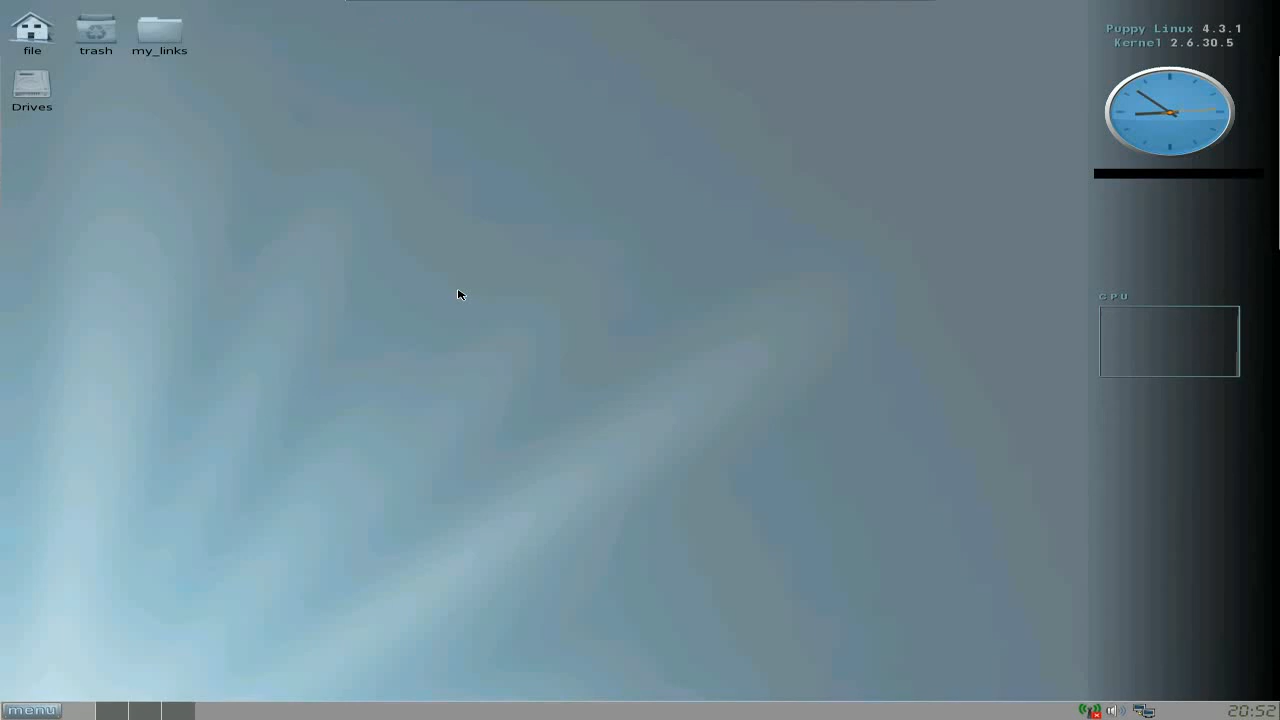 file
trash
my_links
Drives
Puppy Linux 4.3.1
Kernel 2.6.30.5
CPU
menu
20:52